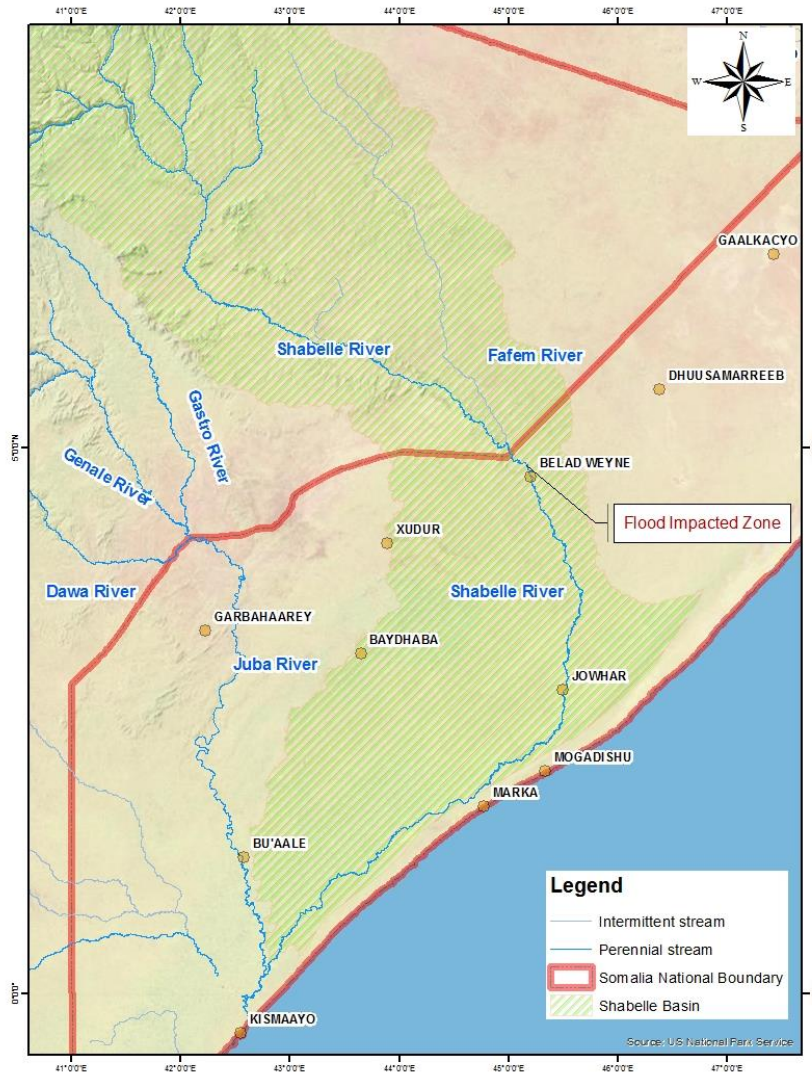 41°0'0"E 42°0'0"E 43°0'0"E 44°0'0"E 45°0'0"E 46°0'0"E 47°0'0"E
N
W E
S
GAALKACYO
Shabelle River
Fafem River
DHUUSAMARREEB
Gastro River
5°0'0"N
Genale River
BELAD WEYNE
Flood Impacted Zone
XUDUR
Dawa River
Shabelle River
GARBAHAAREY
BAYDHABA
Juba River
JOWHAR
MOGADISHU
MARKA
BU'AALE
Legend
Intermittent stream
Perennial stream
Somalia National Boundary
Shabelle Basin
0°0'0"
KISMAAYO
Source: US National Park Service
41°0'0"E 42°0'0"E 43°0'0"E 44°0'0"E 45°0'0"E 46°0'0"E 47°0'0"E